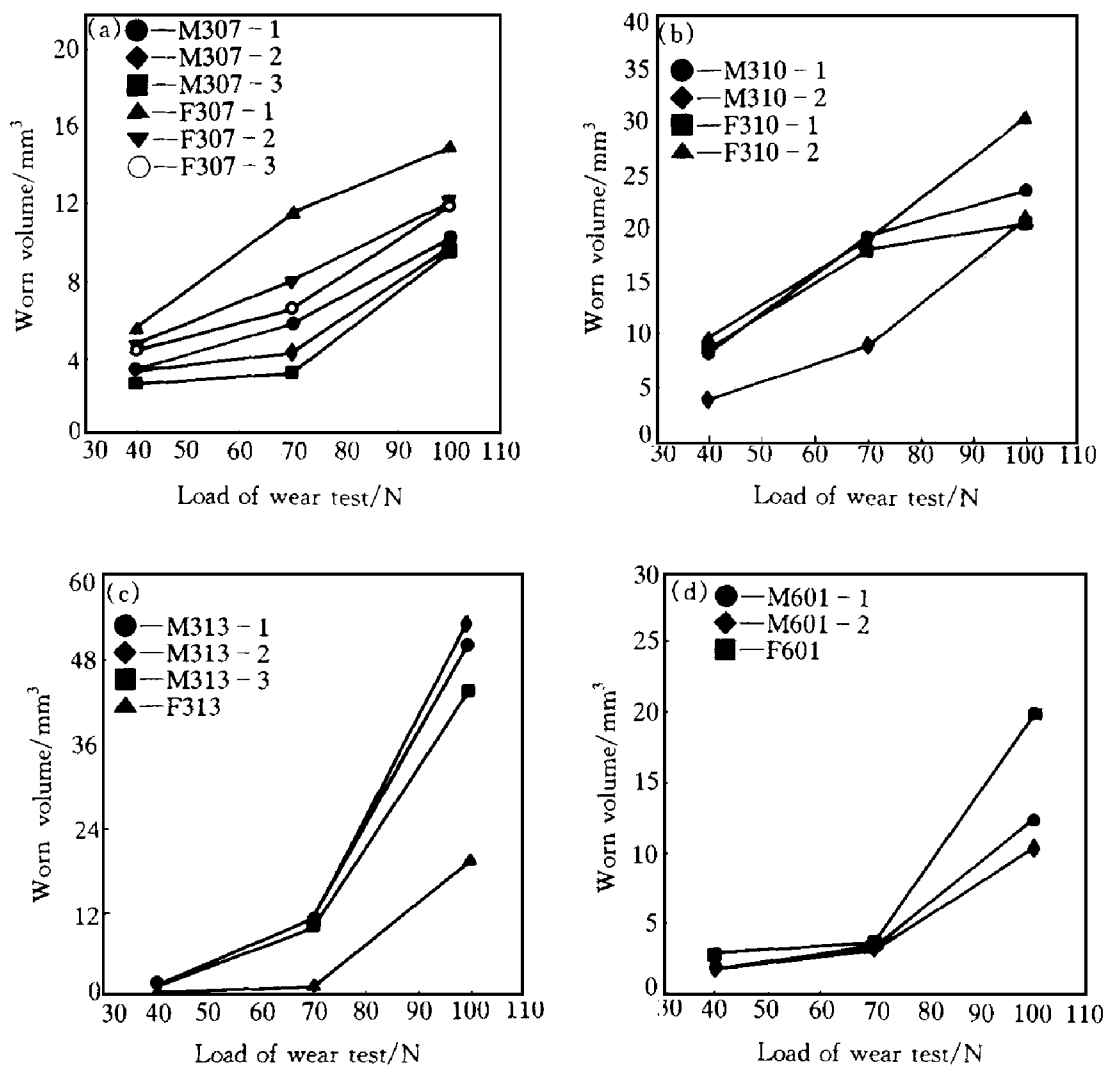 (a)
M307-1
M307-2
M307-3
F307-1
F307-2
F307-3
20
16
12
8
4
0
Worn volume/mm³
30 40 50 60 70 80 90 100 110
Load of wear test/N
(b)
M310-1
M310-2
F310-1
F310-2
40
35
30
25
20
15
10
5
0
Worn volume/mm³
30 40 50 60 70 80 90 100 110
Load of wear test/N
(c)
M313-1
M313-2
M313-3
F313
60
48
36
24
12
0
Worn volume/mm³
30 40 50 60 70 80 90 100 110
Load of wear test/N
(d)
M601-1
M601-2
F601
30
25
20
15
10
5
0
Worn volume/mm³
30 40 50 60 70 80 90 100 110
Load of wear test/N